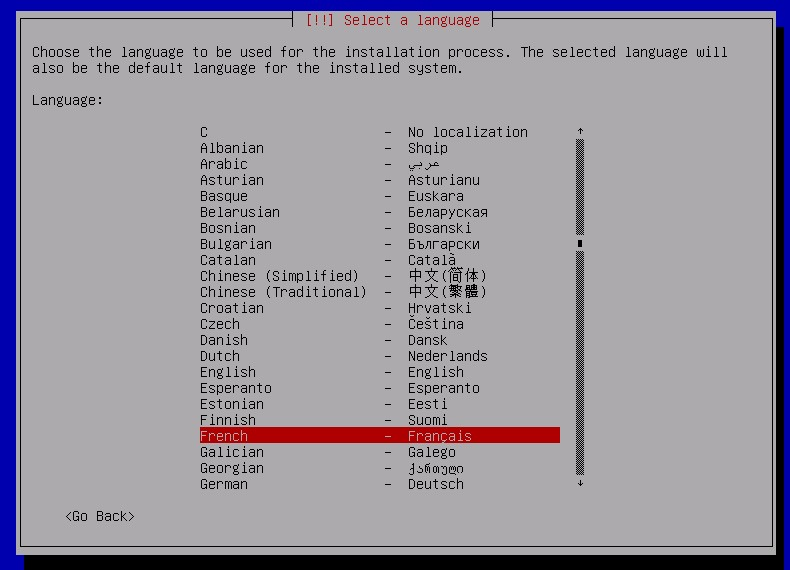 [!!] Select a language
Choose the language to be used for the installation process. The selected language will
also be the default language for the installed system.
Language:
C - No localization
Albanian - Shqip
Arabic - عربي
Asturian - Asturianu
Basque - Euskara
Belarusian - Беларуская
Bosnian - Bosanski
Bulgarian - Български
Catalan - Català
Chinese (Simplified) - 中文(简体)
Chinese (Traditional) - 中文(繁體)
Croatian - Hrvatski
Czech - Čeština
Danish - Dansk
Dutch - Nederlands
English - English
Esperanto - Esperanto
Estonian - Eesti
Finnish - Suomi
French - Français
Galician - Galego
Georgian - ქართული
German - Deutsch
<Go Back>